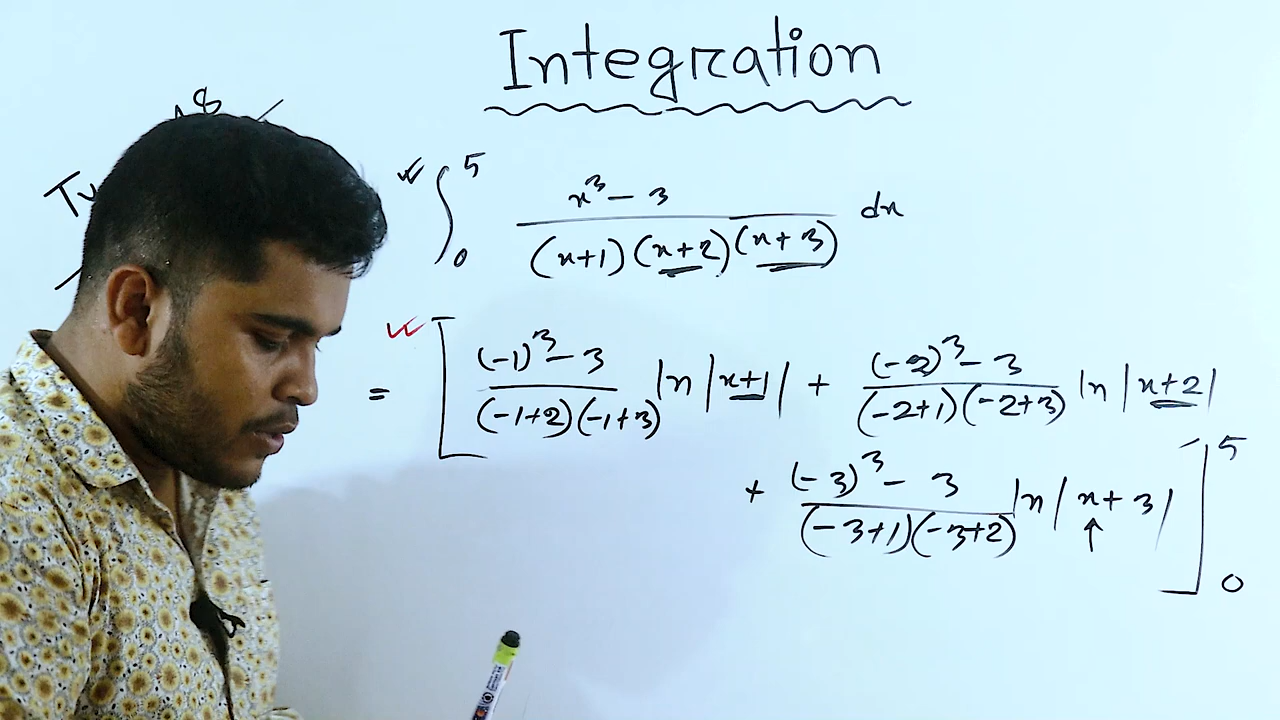 Integration
∫₀⁵ x³ - 3 / (x+1)(x+2)(x+3) dx
= [ (-1)³ - 3 / (-1+2)(-1+3) ln |x+1| + (-2)³ - 3 / (-2+1)(-2+3) ln |x+2|
+ (-3)³ - 3 / (-3+1)(-3+2) ln |x+3| ]₀⁵